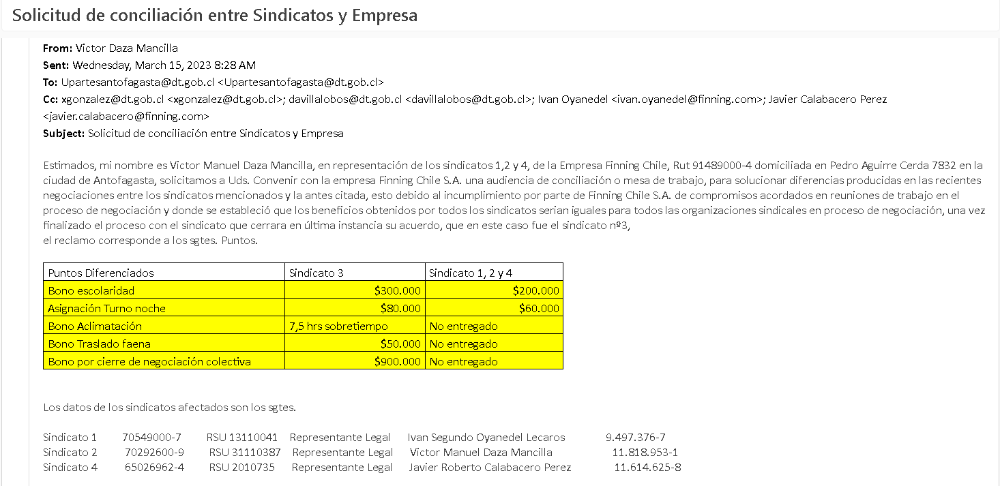 Solicitud de conciliación entre Sindicatos y Empresa
From: Victor Daza Mancilla
Sent: Wednesday, March 15, 2023 8:28 AM
To: Upartesantofagasta@dt.gob.cl <Upartesantofagasta@dt.gob.cl>
Cc: xgonzalez@dt.gob.cl <xgonzalez@dt.gob.cl>; davillalobos@dt.gob.cl <davillalobos@dt.gob.cl>; Ivan Oyanedel <ivan.oyanedel@finning.com>; Javier Calabacero Perez
<javier.calabacero@finning.com>
Subject: Solicitud de conciliación entre Sindicatos y Empresa
Estimados, mi nombre es Victor Manuel Daza Mancilla, en representación de los sindicatos 1,2 y 4, de la Empresa Finning Chile, Rut 91489000-4 domiciliada en Pedro Aguirre Cerda 7832 en la
ciudad de Antofagasta, solicitamos a Uds. Convenir con la empresa Finning Chile S.A. una audiencia de conciliación o mesa de trabajo, para solucionar diferencias producidas en las recientes
negociaciones entre los sindicatos mencionados y la antes citada, esto debido al incumplimiento por parte de Finning Chile S.A. de compromisos acordados en reuniones de trabajo en el
proceso de negociación y donde se estableció que los beneficios obtenidos por todos los sindicatos serian iguales para todos las organizaciones sindicales en proceso de negociación, una vez
finalizado el proceso con el sindicato que cerrara en última instancia su acuerdo, que en este caso fue el sindicato nº3,
el reclamo corresponde a los sgtes. Puntos.
Puntos Diferenciados Sindicato 3 Sindicato 1, 2 y 4
Bono escolaridad $300.000 $200.000
Asignación Turno noche $80.000 $60.000
Bono Aclimatación 7,5 hrs sobretiempo No entregado
Bono Traslado faena $50.000 No entregado
Bono por cierre de negociación colectiva $900.000 No entregado
Los datos de los sindicatos afectados son los sgtes.
Sindicato 1 70549000-7 RSU 13110041 Representante Legal Ivan Segundo Oyanedel Lecaros 9.497.376-7
Sindicato 2 70292600-9 RSU 31110387 Representante Legal Victor Manuel Daza Mancilla 11.818.953-1
Sindicato 4 65026962-4 RSU 2010735 Representante Legal Javier Roberto Calabacero Perez 11.614.625-8